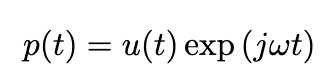 p(t) = u(t) exp (jωt)